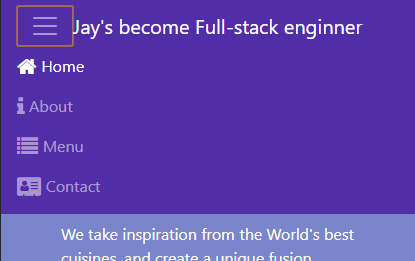 Jay's become Full-stack enginner
Home
About
Menu
Contact
We take inspiration from the World's best
cuisines, and create a unique fusion